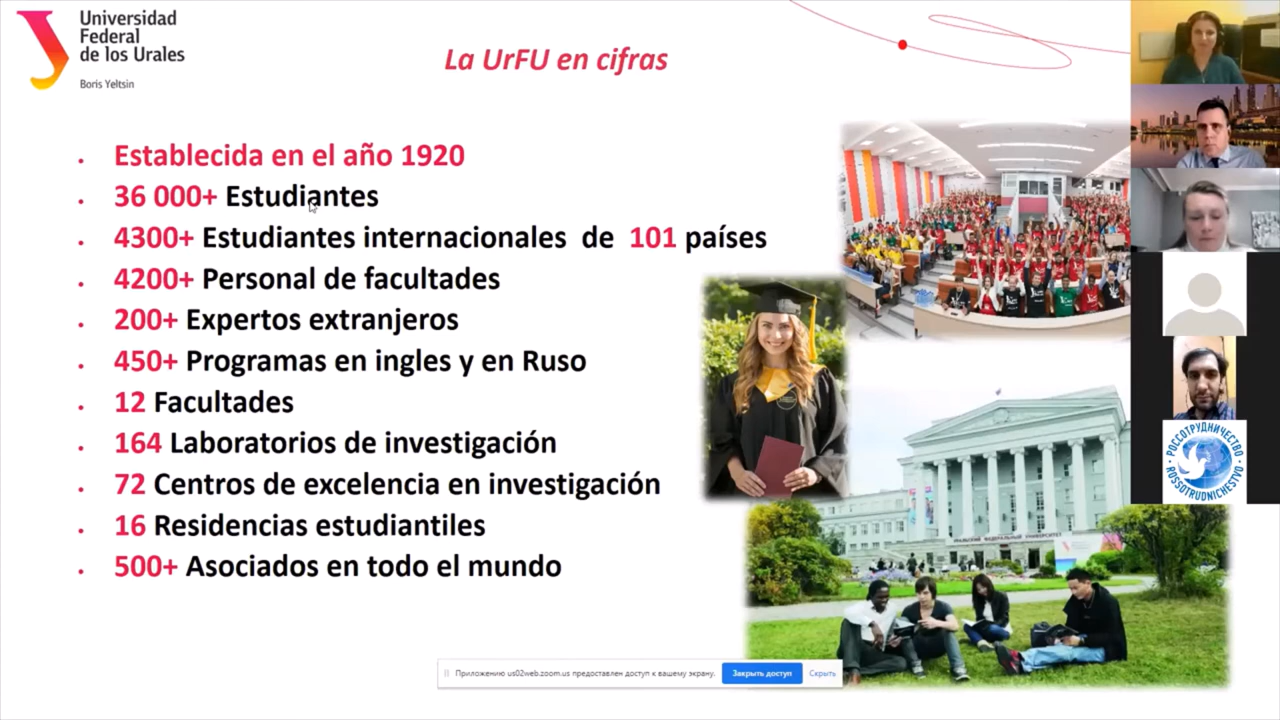 Universidad
Federal
de los Urales
Boris Yeltsin
La UrFU en cifras
Establecida en el año 1920
36 000+ Estudiantes
4300+ Estudiantes internacionales de 101 países
4200+ Personal de facultades
200+ Expertos extranjeros
450+ Programas en ingles y en Ruso
12 Facultades
164 Laboratorios de investigación
72 Centros de excelencia en investigación
16 Residencias estudiantiles
500+ Asociados en todo el mundo
УРАЛЬСКИЙ ФЕДЕРАЛЬНЫЙ УНИВЕРСИТЕТ
РОССОТРУДНИЧЕСТВО
ROSSOTRUDNICHESTVO
Приложению us02web.zoom.us предоставлен доступ к вашему экрану.
Закрыть доступ
Скрыть